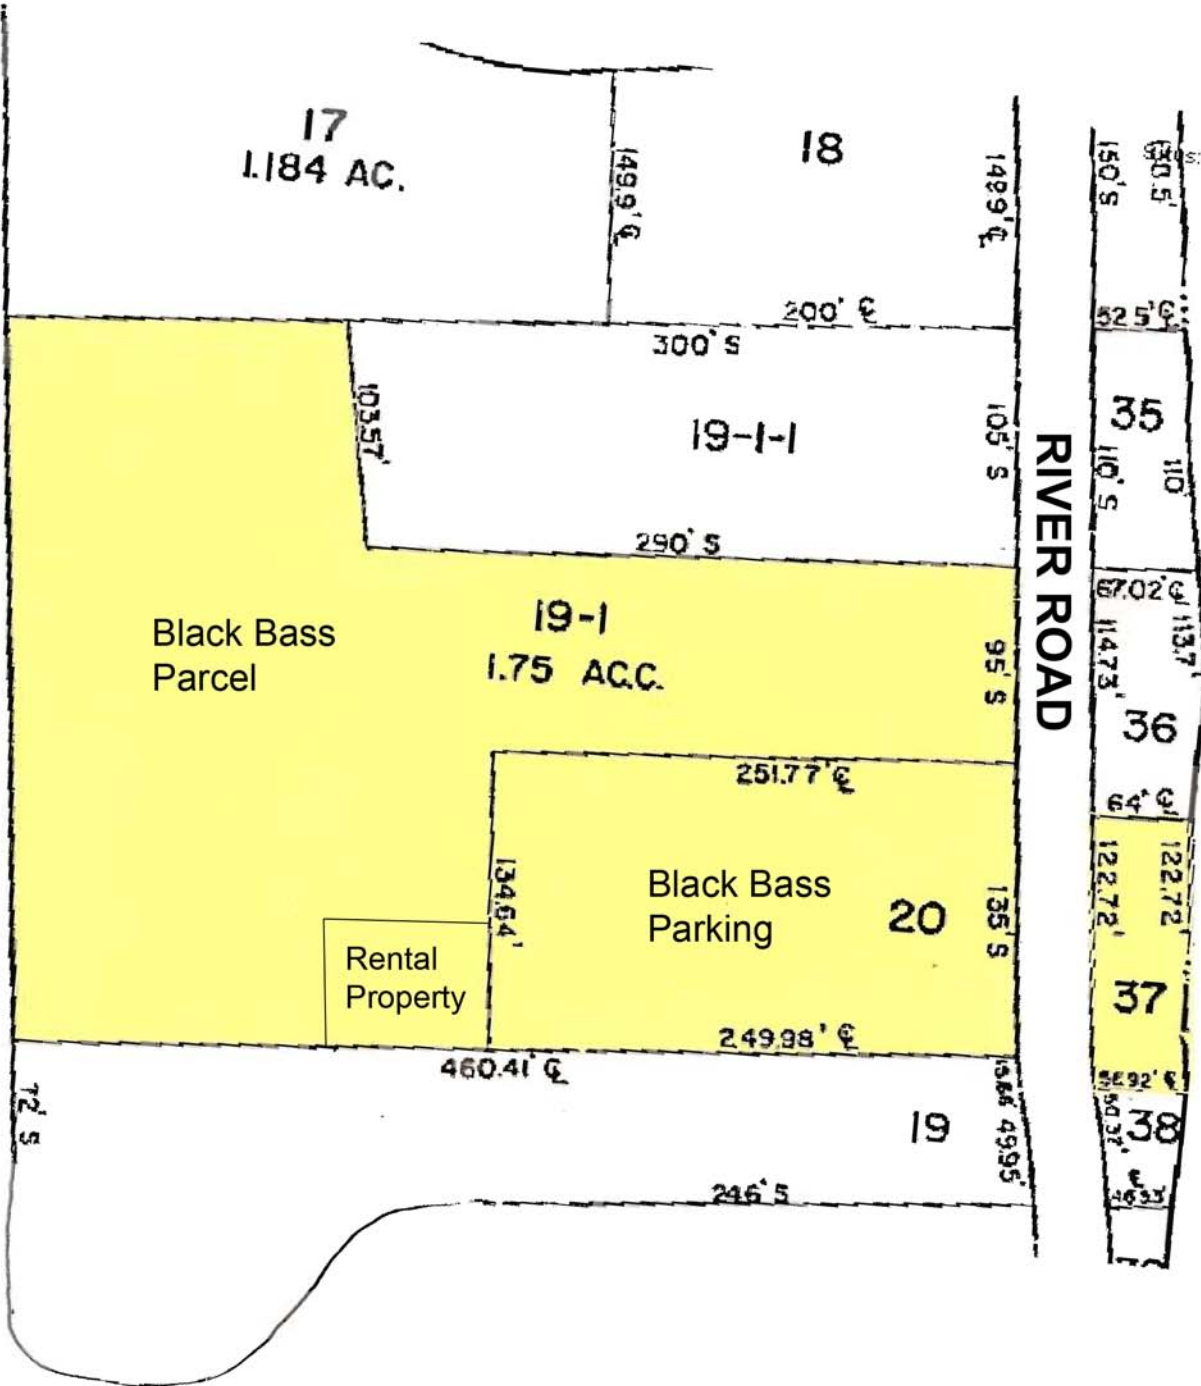 17
1.184 AC.
149.9' ℄
18
148.9' ℄
150' S
200' ℄
300' S
52.5' ℄
103.57'
19-1-1
105' S
RIVER ROAD
35
110' S
110'
290' S
67.02' ℄
19-1
1.75 AC.C.
Black Bass
Parcel
95' S
114.73'
113.7'
36
251.77' ℄
64' ℄
134.64'
Black Bass
Parking
20
135' S
122.72'
122.72'
37
Rental
Property
249.98' ℄
460.41' ℄
72' S
19
49.95'
38
246' S